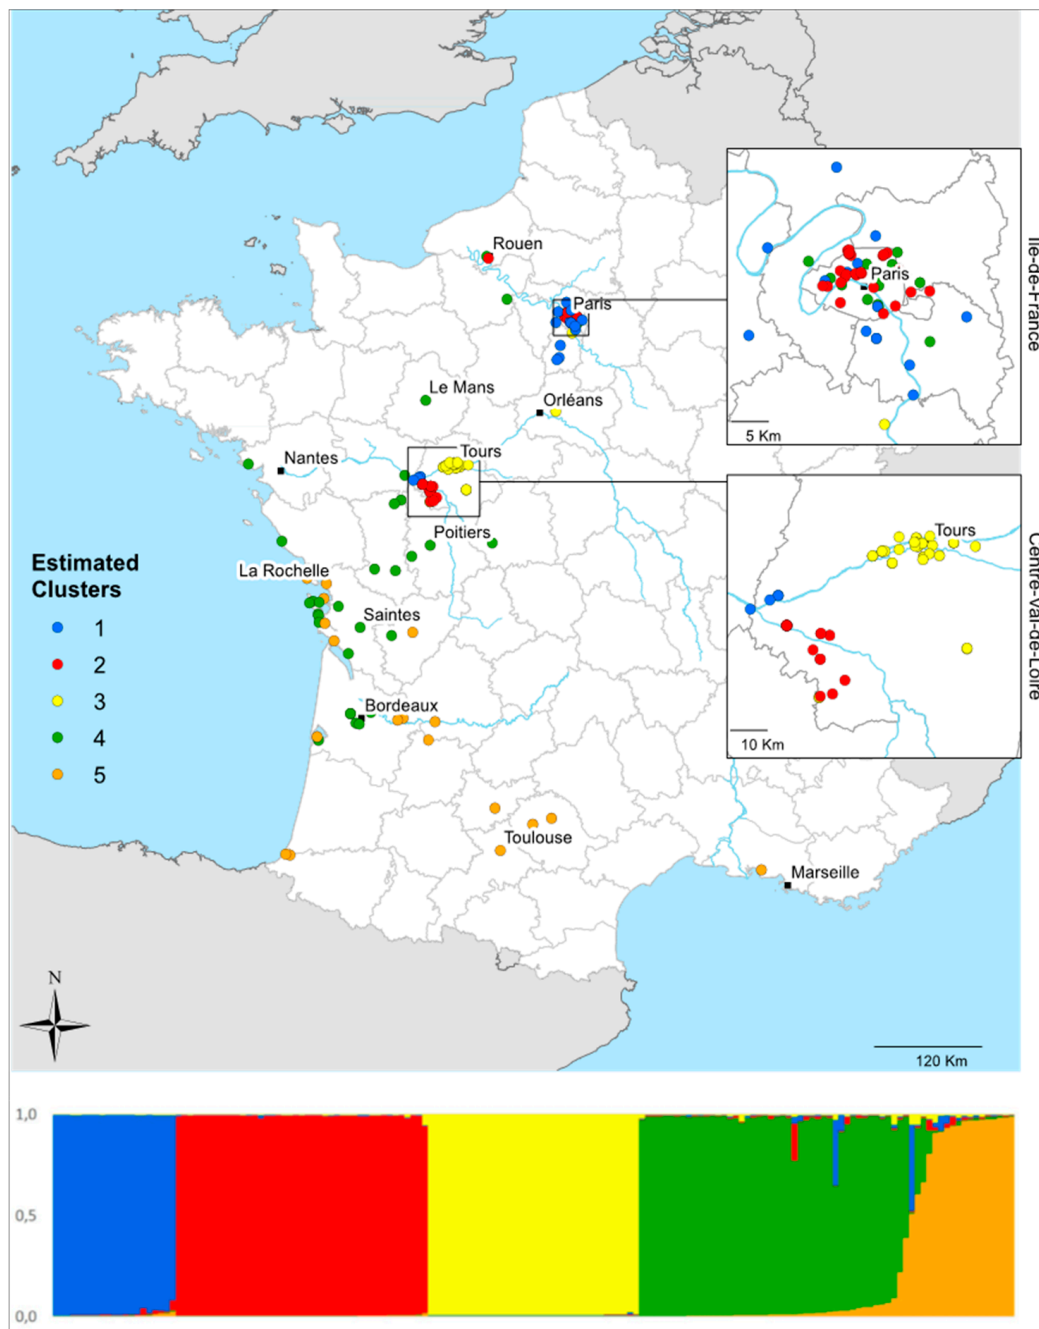 Rouen
Paris
Le Mans
Orléans
Nantes
Tours
Poitiers
La Rochelle
Saintes
Bordeaux
Toulouse
Marseille
Estimated
Clusters
1
2
3
4
5
Paris
5 Km
Ile-de-France
Tours
10 Km
Centre-Val-de-Loire
N
120 Km
1,0
0,5
0,0